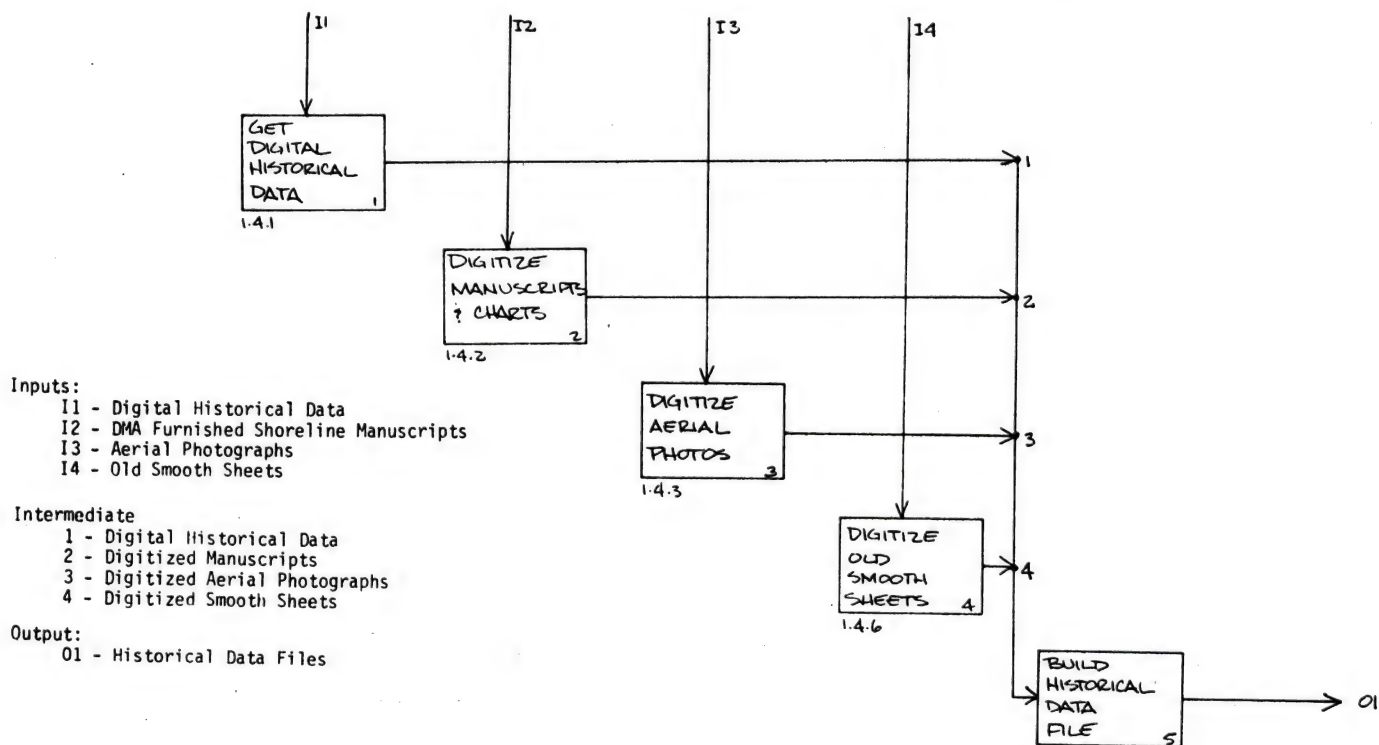 I1
I2
I3
I4
GET
DIGITAL
HISTORICAL
DATA
1
1.4.1
1
DIGITIZE
MANUSCRIPTS
& CHARTS
2
1.4.2
2
DIGITIZE
AERIAL
PHOTOS
3
1.4.3
3
DIGITIZE
OLD
SMOOTH
SHEETS
4
1.4.6
4
BUILD
HISTORICAL
DATA
FILE
5
O1
Inputs:
I1 - Digital Historical Data
I2 - DMA Furnished Shoreline Manuscripts
I3 - Aerial Photographs
I4 - Old Smooth Sheets
Intermediate
1 - Digital Historical Data
2 - Digitized Manuscripts
3 - Digitized Aerial Photographs
4 - Digitized Smooth Sheets
Output:
O1 - Historical Data Files